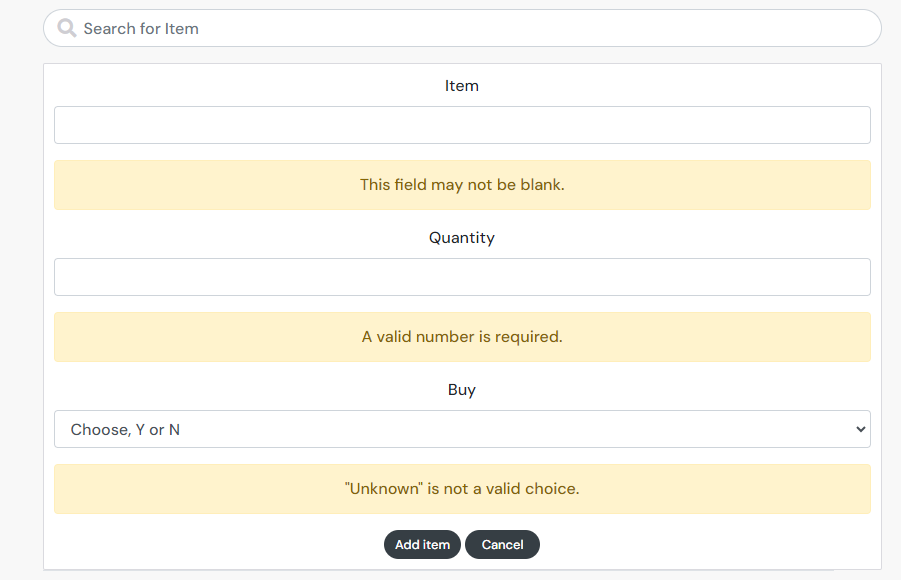 Search for Item
Item
This field may not be blank.
Quantity
A valid number is required.
Buy
Choose, Y or N
"Unknown" is not a valid choice.
Add item Cancel